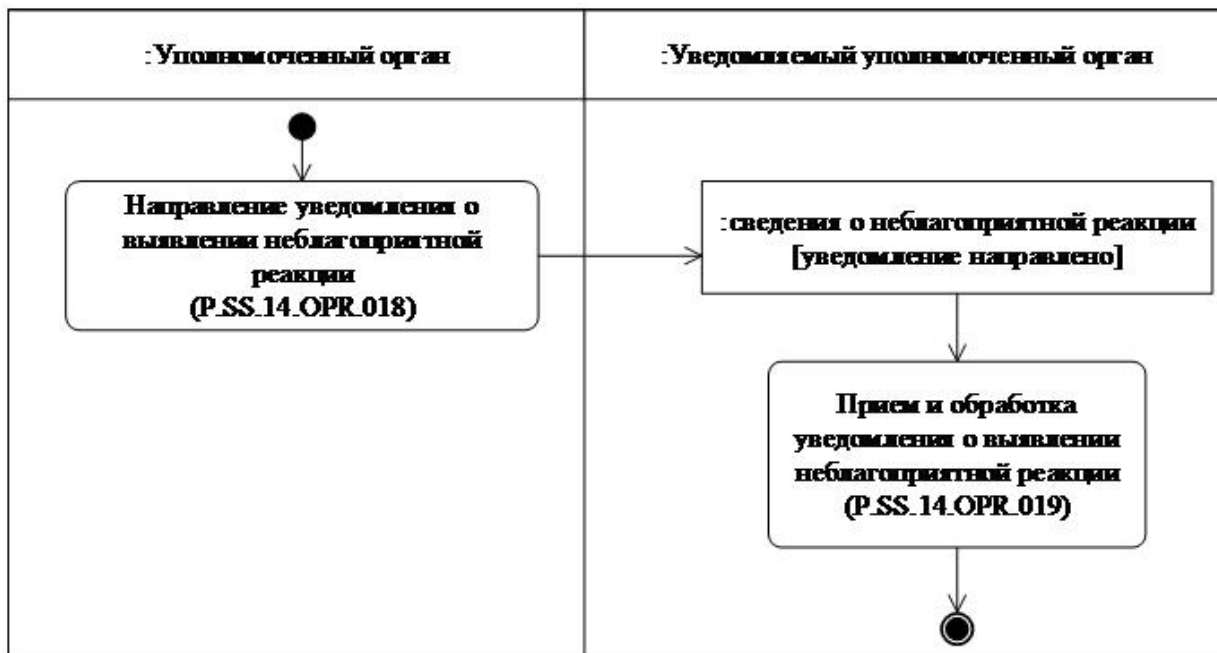 :Уполномоченный орган
:Уведомляемый уполномоченный орган
Направление уведомления о
выявлении неблагоприятной
реакции
(P.SS.14.OPR.018)
:сведения о неблагоприятной реакции
[уведомление направлено]
Прием и обработка
уведомления о выявлении
неблагоприятной реакции
(P.SS.14.OPR.019)